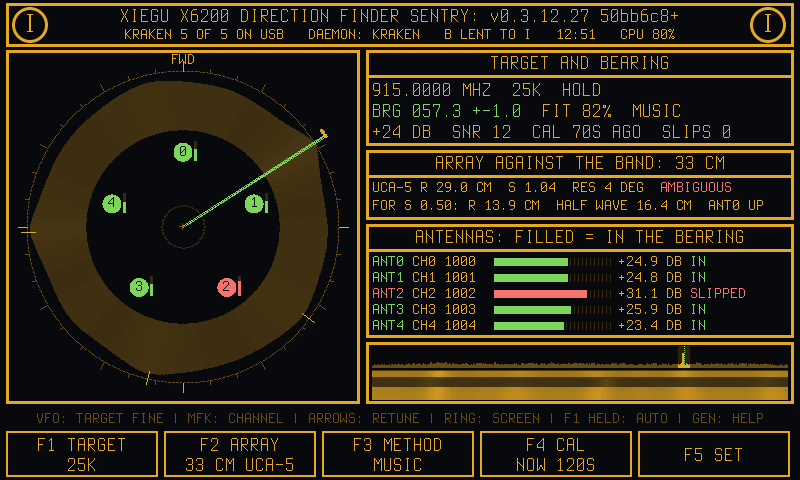 I XIEGU X6200 DIRECTION FINDER SENTRY: v0.3.12.27 50bb6c8+ I
KRAKEN 5 OF 5 ON USB DAEMON: KRAKEN B LENT TO I 12:51 CPU 80%
FWD
0
4
1
3
2
TARGET AND BEARING
915.0000 MHZ 25K HOLD
BRG 057.3 +-1.0 FIT 82% MUSIC
+24 DB SNR 12 CAL 70S AGO SLIPS 0
ARRAY AGAINST THE BAND: 33 CM
UCA-5 R 29.0 CM S 1.04 RES 4 DEG AMBIGUOUS
FOR S 0.50: R 13.9 CM HALF WAVE 16.4 CM ANT0 UP
ANTENNAS: FILLED = IN THE BEARING
ANT0 CH0 1000 +24.9 DB IN
ANT1 CH1 1001 +24.8 DB IN
ANT2 CH2 1002 +31.1 DB SLIPPED
ANT3 CH3 1003 +25.9 DB IN
ANT4 CH4 1004 +23.4 DB IN
VFO: TARGET FINE | MFK: CHANNEL | ARROWS: RETUNE | RING: SCREEN | F1 HELD: AUTO | GEN: HELP
F1 TARGET
25K
F2 ARRAY
33 CM UCA-5
F3 METHOD
MUSIC
F4 CAL
NOW 120S
F5 SET